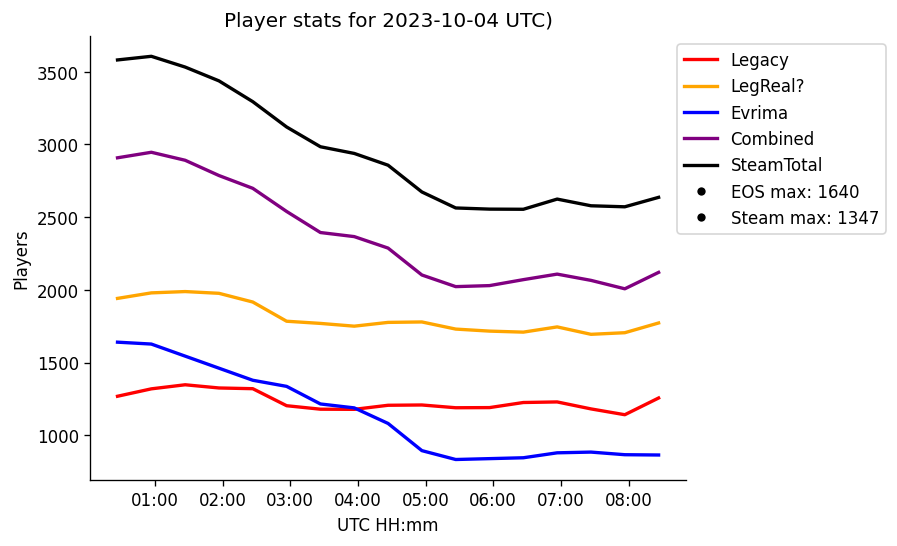 Player stats for 2023-10-04 UTC)
Legacy
LegReal?
Evrima
Combined
SteamTotal
EOS max: 1640
Steam max: 1347
Players
3500
3000
2500
2000
1500
1000
01:00 02:00 03:00 04:00 05:00 06:00 07:00 08:00
UTC HH:mm